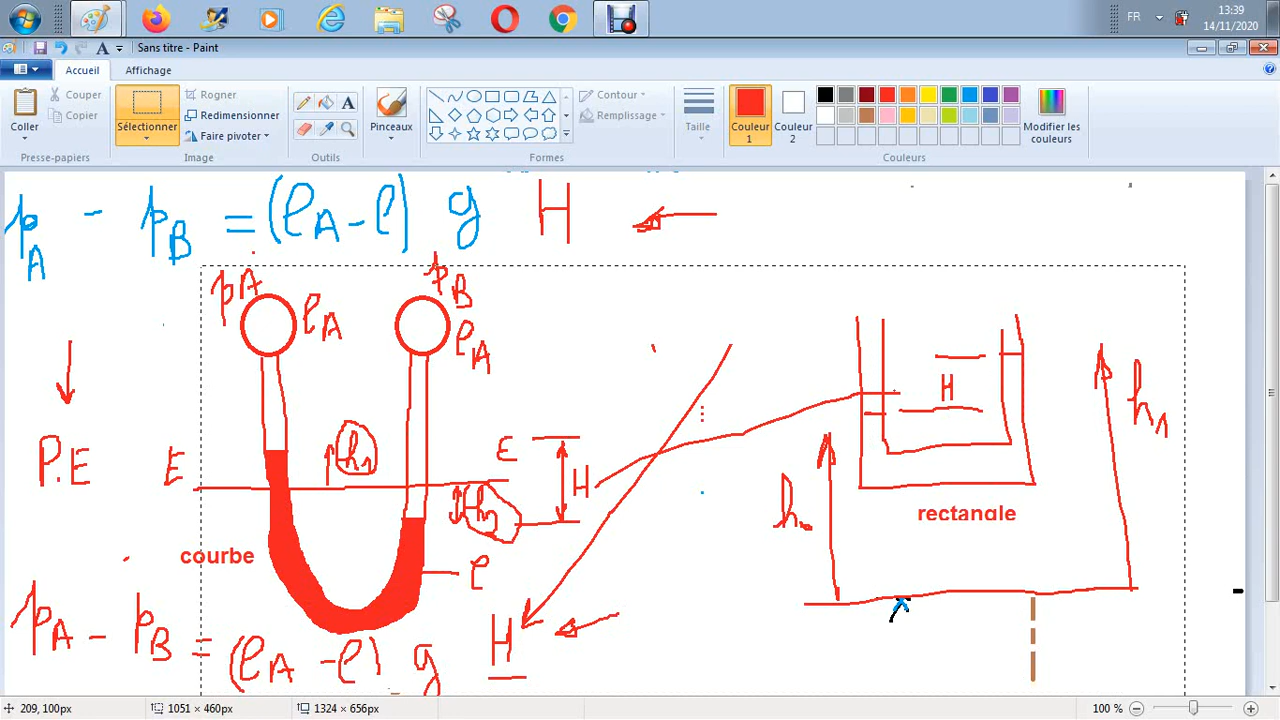 FR
13:39
14/11/2020
Sans titre - Paint
Accueil
Affichage
Coller
Couper
Copier
Presse-papiers
Sélectionner
Rogner
Redimensionner
Faire pivoter
Image
A
Outils
Pinceaux
Contour
Remplissage
Formes
Taille
Couleur 1
Couleur 2
Modifier les couleurs
Couleurs
pA - pB = (ρA - ρ) g H
pA
ρA
pB
ρA
P.E
E
h1
E
H
h1
H
h1
h0
rectangle
courbe
ρ
pA - pB = (ρA - ρ) g H
209, 100px
1051 × 460px
1324 × 656px
100 %